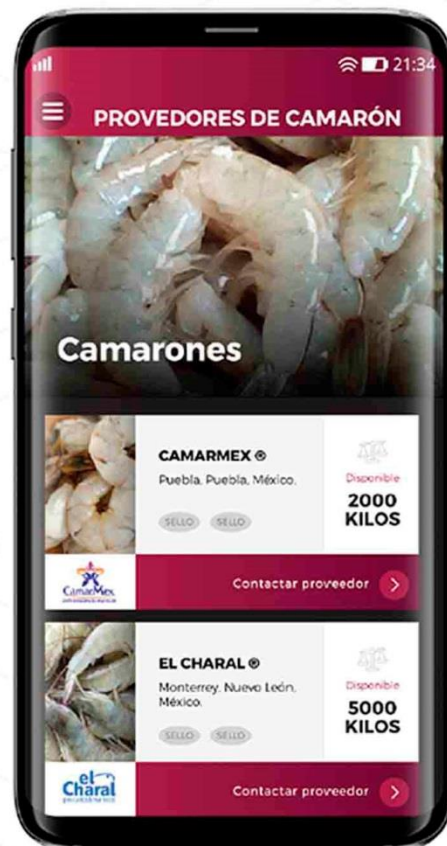 21:34
PROVEDORES DE CAMARÓN
Camarones
CAMARMEX ®
Puebla, Puebla, México.
SELLO SELLO
Disponible
2000
KILOS
CamarMex
Contactar proveedor
EL CHARAL ®
Monterrey, Nuevo León,
México.
SELLO SELLO
Disponible
5000
KILOS
el
Charal
Contactar proveedor